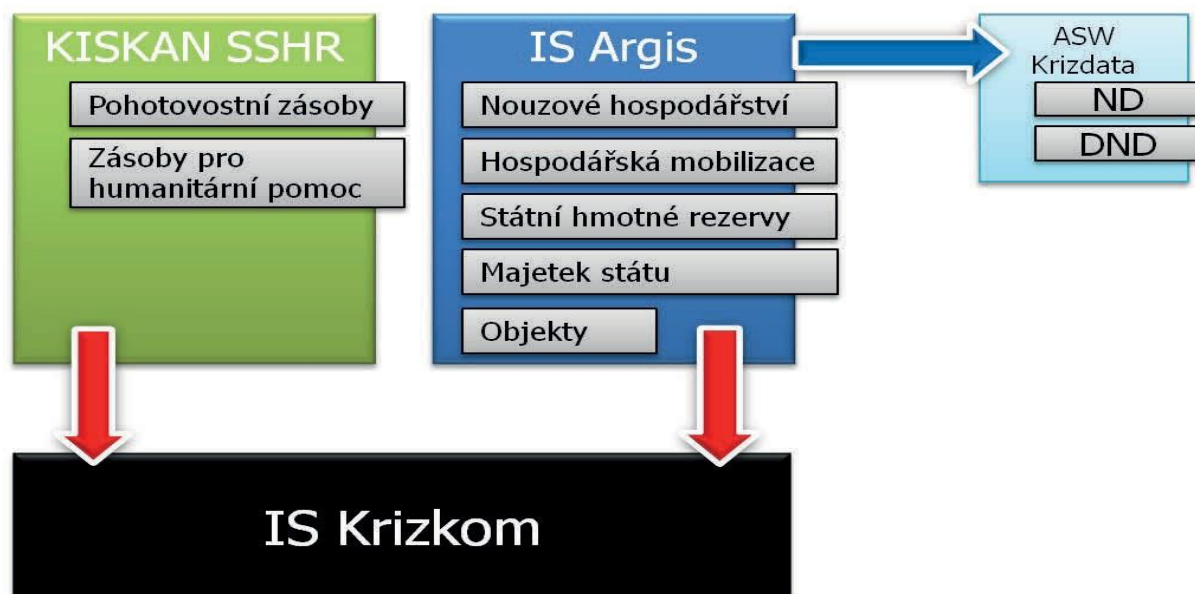 KISKAN SSHR
Pohotovostní zásoby
Zásoby pro
humanitární pomoc
IS Argis
Nouzové hospodářství
Hospodářská mobilizace
Státní hmotné rezervy
Majetek státu
Objekty
ASW
Krizdata
ND
DND
IS Krizkom